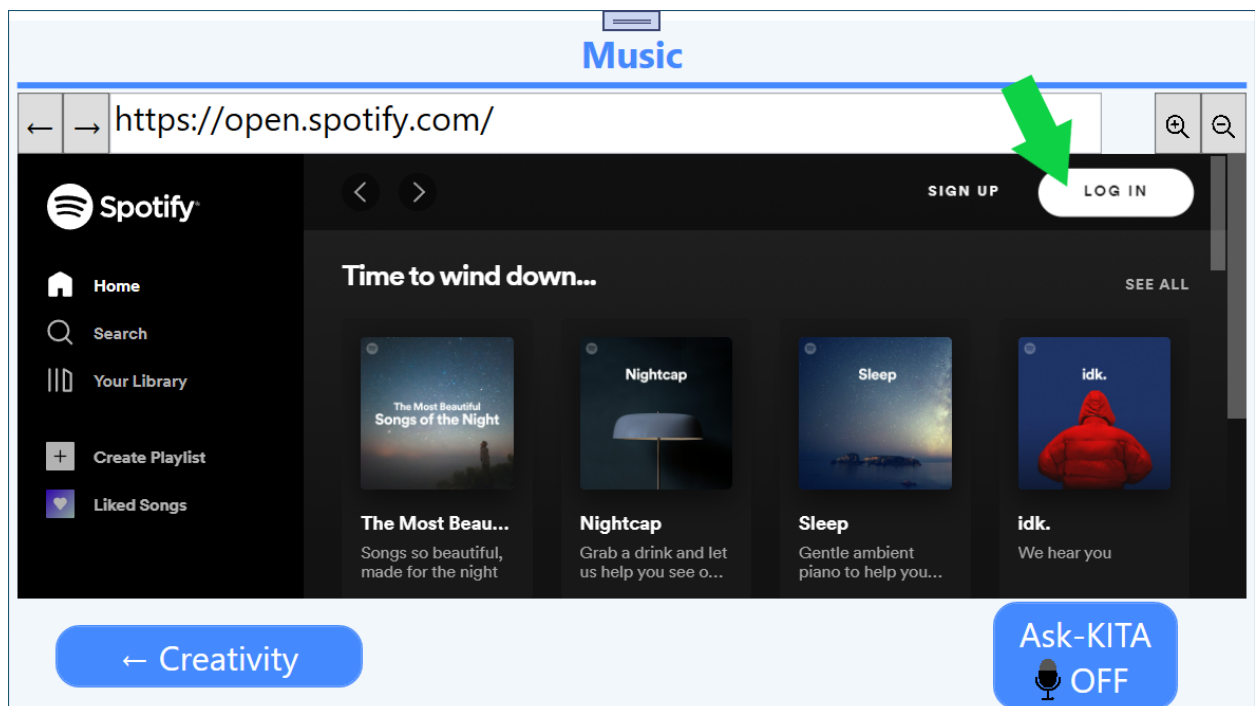 Music
← → https://open.spotify.com/
Spotify
SIGN UP LOG IN
Home
Search
Your Library
Create Playlist
Liked Songs
Time to wind down...
SEE ALL
The Most Beautiful
Songs of the Night
The Most Beau...
Songs so beautiful,
made for the night
Nightcap
Nightcap
Grab a drink and let
us help you see o...
Sleep
Sleep
Gentle ambient
piano to help you...
idk.
idk.
We hear you
← Creativity
Ask-KITA
OFF